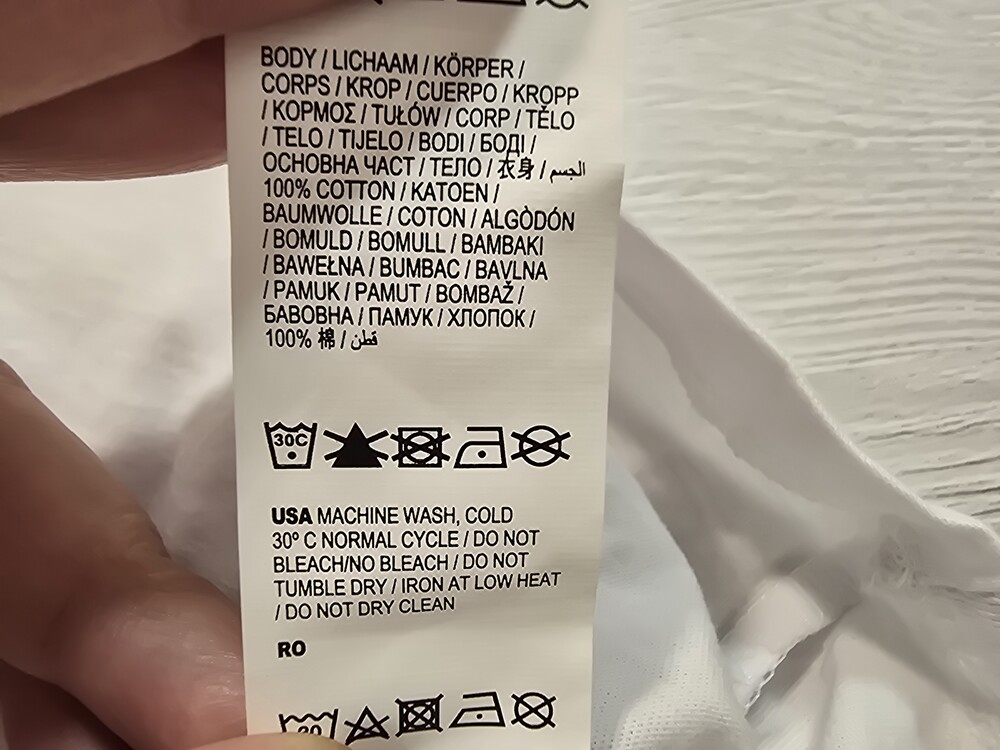 BODY / LICHAAM / KÖRPER /
CORPS / KROP / CUERPO / KROPP
/ ΚΟΡΜΟΣ / TUŁÓW / CORP / TĚLO
/ TELO / TIJELO / BODI / БОДІ /
ОСНОВНА ЧАСТ / ТЕЛО / 衣身 / الجسم
100% COTTON / KATOEN /
BAUMWOLLE / COTON / ALGÒDÓN
/ BOMULD / BOMULL / BAMBAKI
/ BAWEŁNA / BUMBAC / BAVLNA
/ PAMUK / PAMUT / BOMBAŽ /
БАВОВНА / ПАМУК / ХЛОПОК /
100% 棉 / قطن
30C
USA MACHINE WASH, COLD
30º C NORMAL CYCLE / DO NOT
BLEACH/NO BLEACH / DO NOT
TUMBLE DRY / IRON AT LOW HEAT
/ DO NOT DRY CLEAN
RO